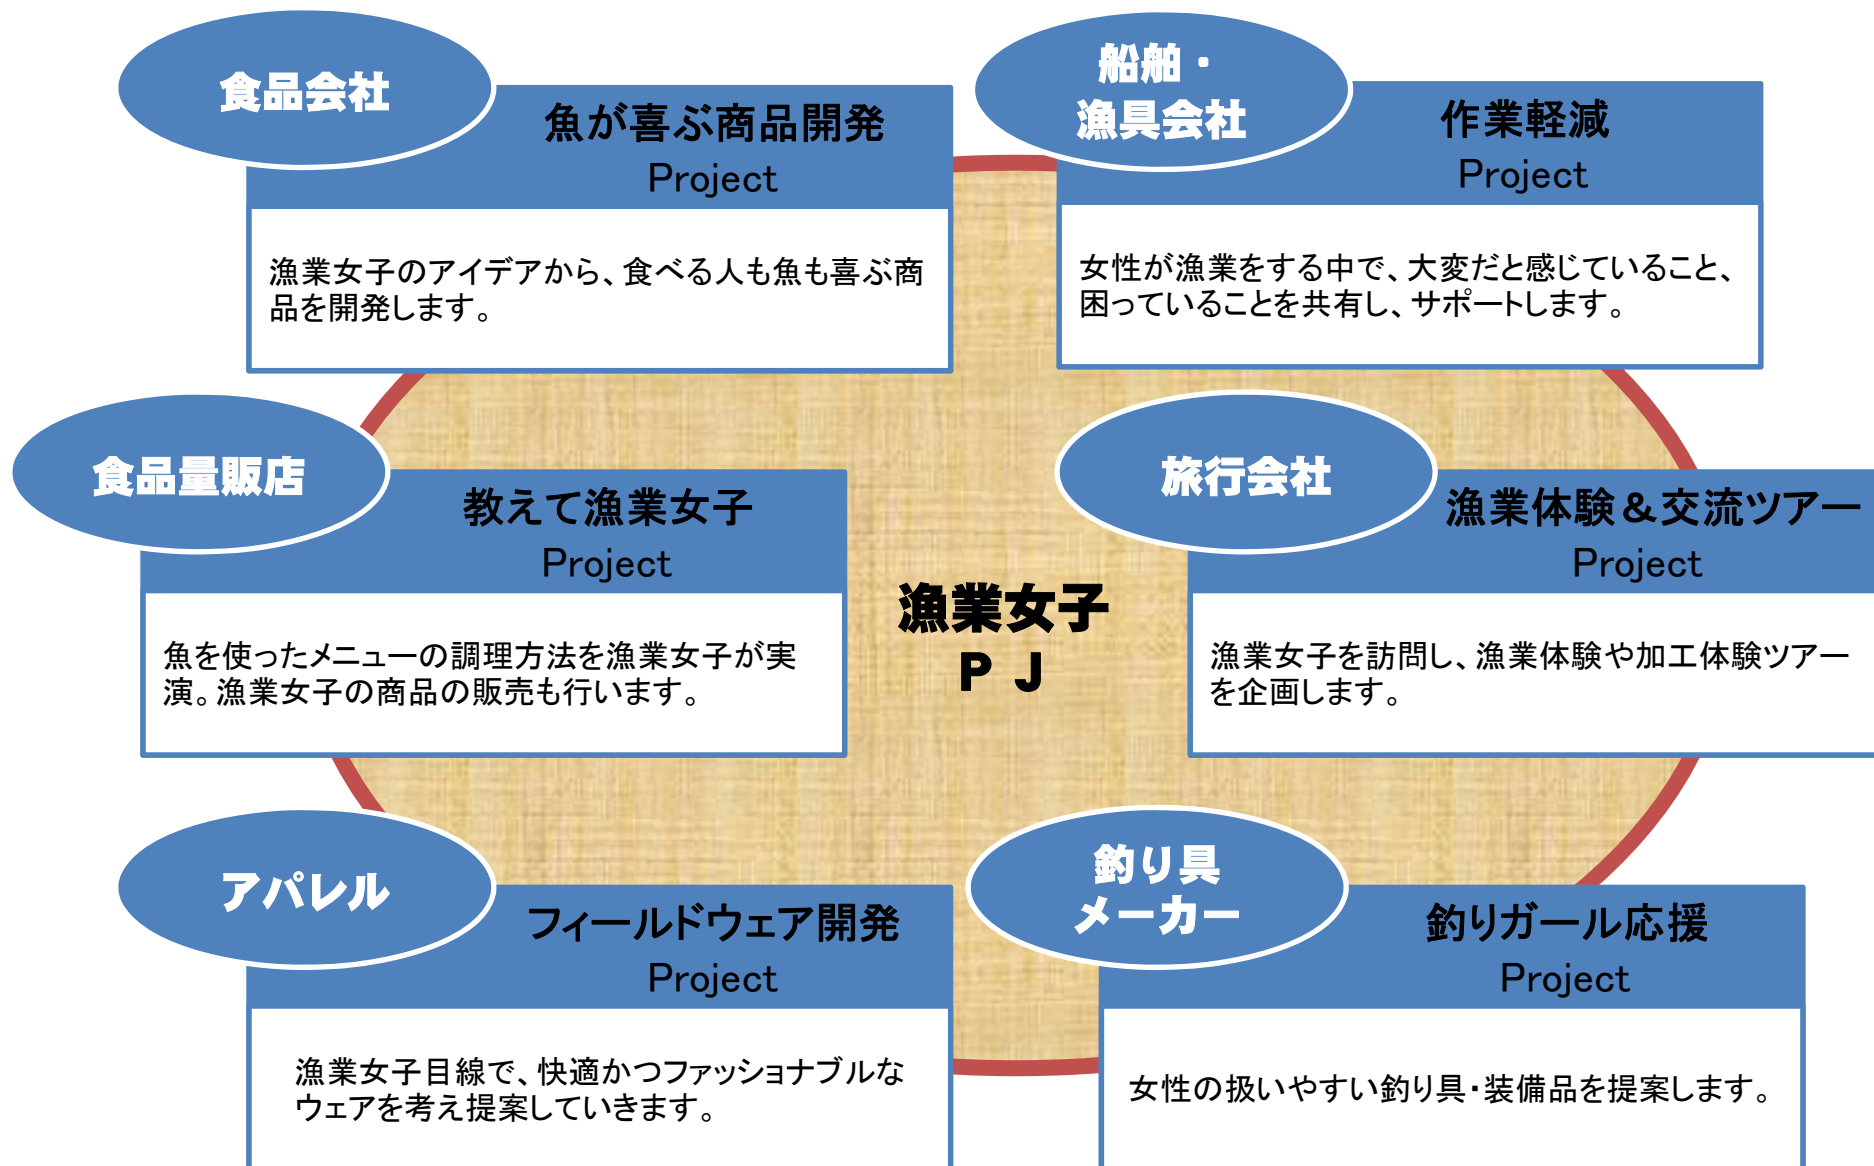 食品会社
魚が喜ぶ商品開発
Project
漁業女子のアイデアから、食べる人も魚も喜ぶ商
品を開発します。
船舶・
漁具会社
作業軽減
Project
女性が漁業をする中で、大変だと感じていること、
困っていることを共有し、サポートします。
食品量販店
教えて漁業女子
Project
魚を使ったメニューの調理方法を漁業女子が実
演。漁業女子の商品の販売も行います。
漁業女子
ＰＪ
旅行会社
漁業体験＆交流ツアー
Project
漁業女子を訪問し、漁業体験や加工体験ツアー
を企画します。
アパレル
フィールドウェア開発
Project
漁業女子目線で、快適かつファッショナブルな
ウェアを考え提案していきます。
釣り具
メーカー
釣りガール応援
Project
女性の扱いやすい釣り具・装備品を提案します。